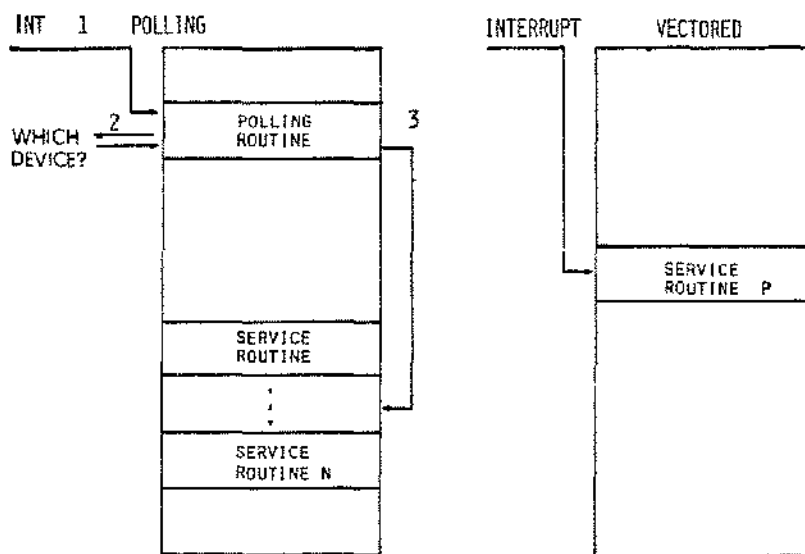 INT 1 POLLING
POLLING
ROUTINE
2
WHICH
DEVICE?
3
SERVICE
ROUTINE
SERVICE
ROUTINE N
INTERRUPT VECTORED
SERVICE
ROUTINE P